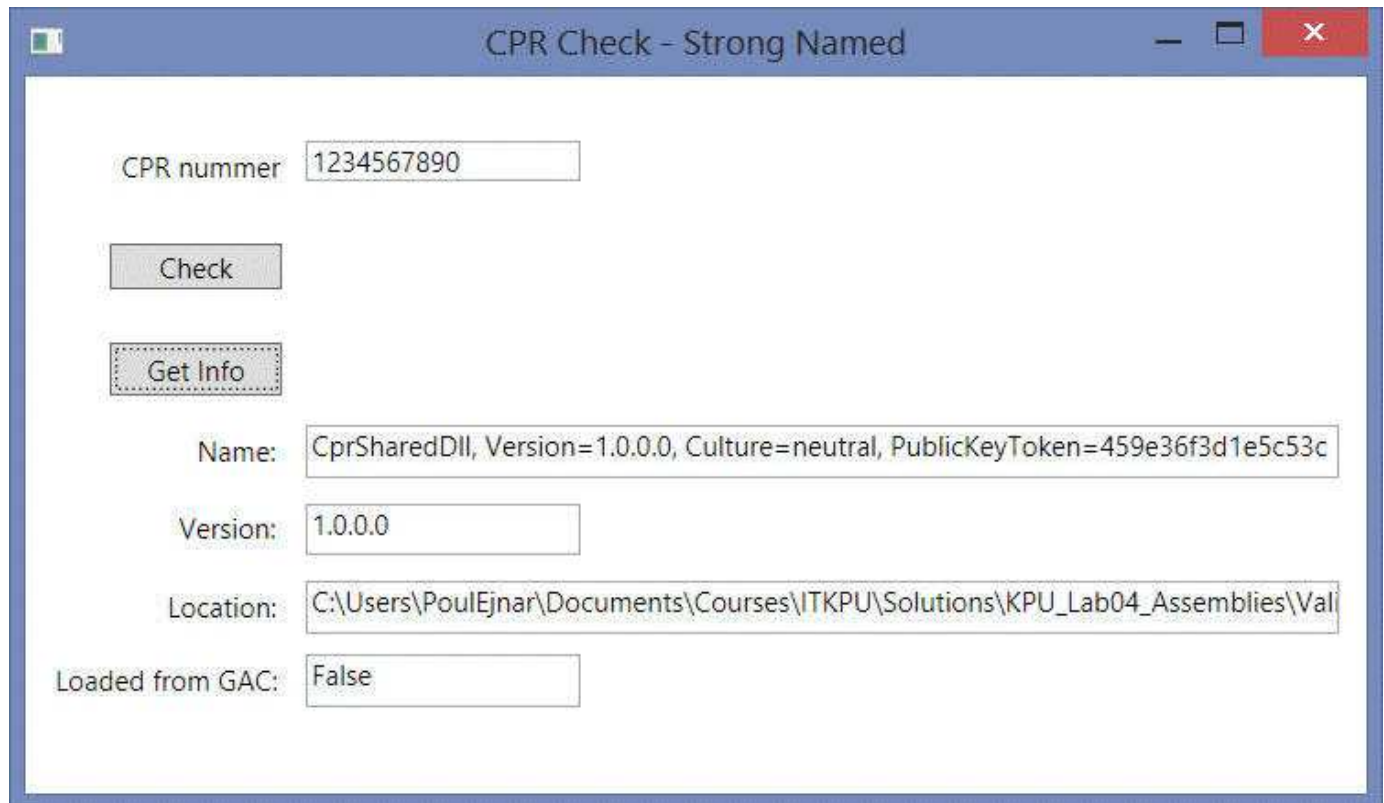 CPR Check - Strong Named
CPR nummer 1234567890
Check
Get Info
Name: CprSharedDll, Version=1.0.0.0, Culture=neutral, PublicKeyToken=459e36f3d1e5c53c
Version: 1.0.0.0
Location: C:\Users\PoulEjnar\Documents\Courses\ITKPU\Solutions\KPU_Lab04_Assemblies\Vali
Loaded from GAC: False